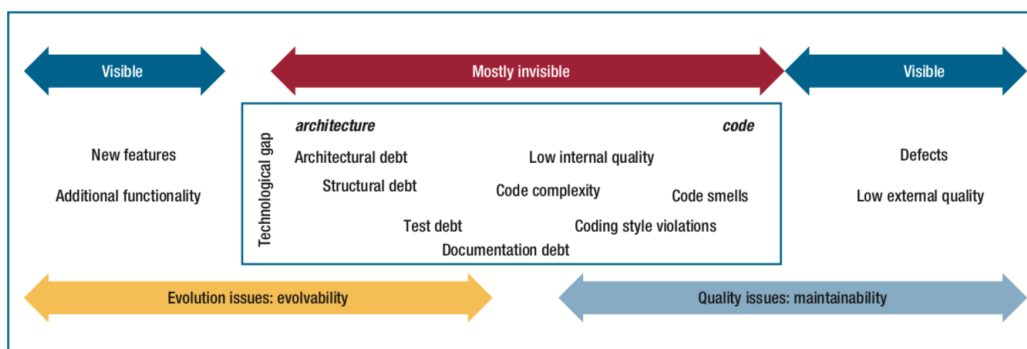 Visible
Mostly invisible
Visible
New features
Additional functionality
Technological gap
architecture
code
Architectural debt
Low internal quality
Structural debt
Code complexity
Code smells
Test debt
Coding style violations
Documentation debt
Defects
Low external quality
Evolution issues: evolvability
Quality issues: maintainability